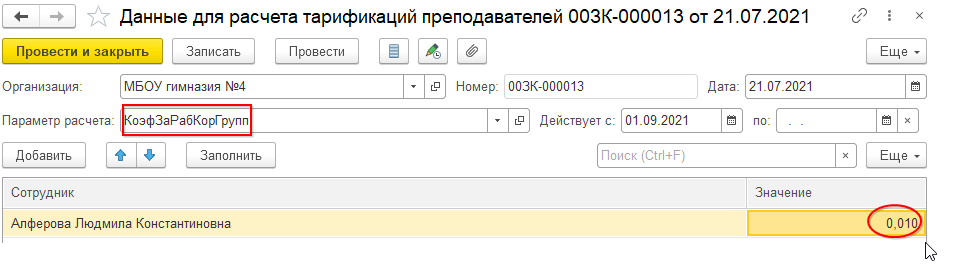 Данные для расчета тарификаций преподавателей 00ЗК-000013 от 21.07.2021
Провести и закрыть Записать Провести Еще
Организация: МБОУ гимназия №4 Номер: 00ЗК-000013 Дата: 21.07.2021
Параметр расчета: КоэфЗаРабКорГрупп Действует с: 01.09.2021 по: . .
Добавить Заполнить Поиск (Ctrl+F) × Еще
Сотрудник Значение
Алферова Людмила Константиновна 0,010